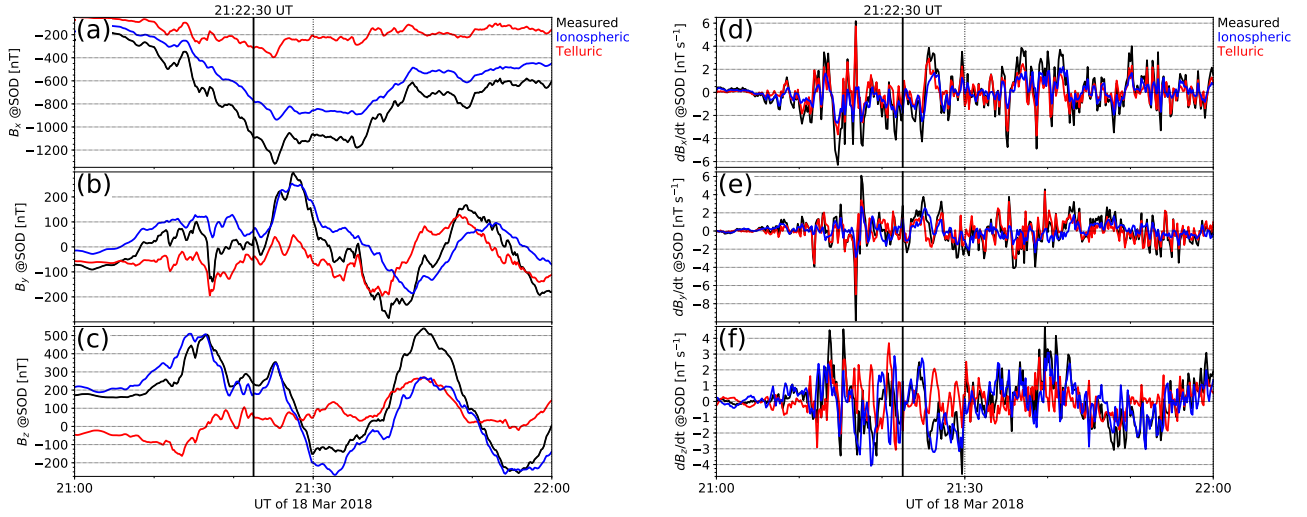 21:22:30 UT
(a)
B_x @SOD [nT]
−200
−400
−600
−800
−1000
−1200
Measured
Ionospheric
Telluric
(b)
B_y @SOD [nT]
200
100
0
−100
−200
(c)
B_z @SOD [nT]
500
400
300
200
100
0
−100
−200
21:00
21:30
22:00
UT of 18 Mar 2018
21:22:30 UT
(d)
dB_x/dt @SOD [nT s⁻¹]
6
4
2
0
−2
−4
−6
Measured
Ionospheric
Telluric
(e)
dB_y/dt @SOD [nT s⁻¹]
6
4
2
0
−2
−4
−6
−8
(f)
dB_z/dt @SOD [nT s⁻¹]
4
3
2
1
0
−1
−2
−3
−4
21:00
21:30
22:00
UT of 18 Mar 2018